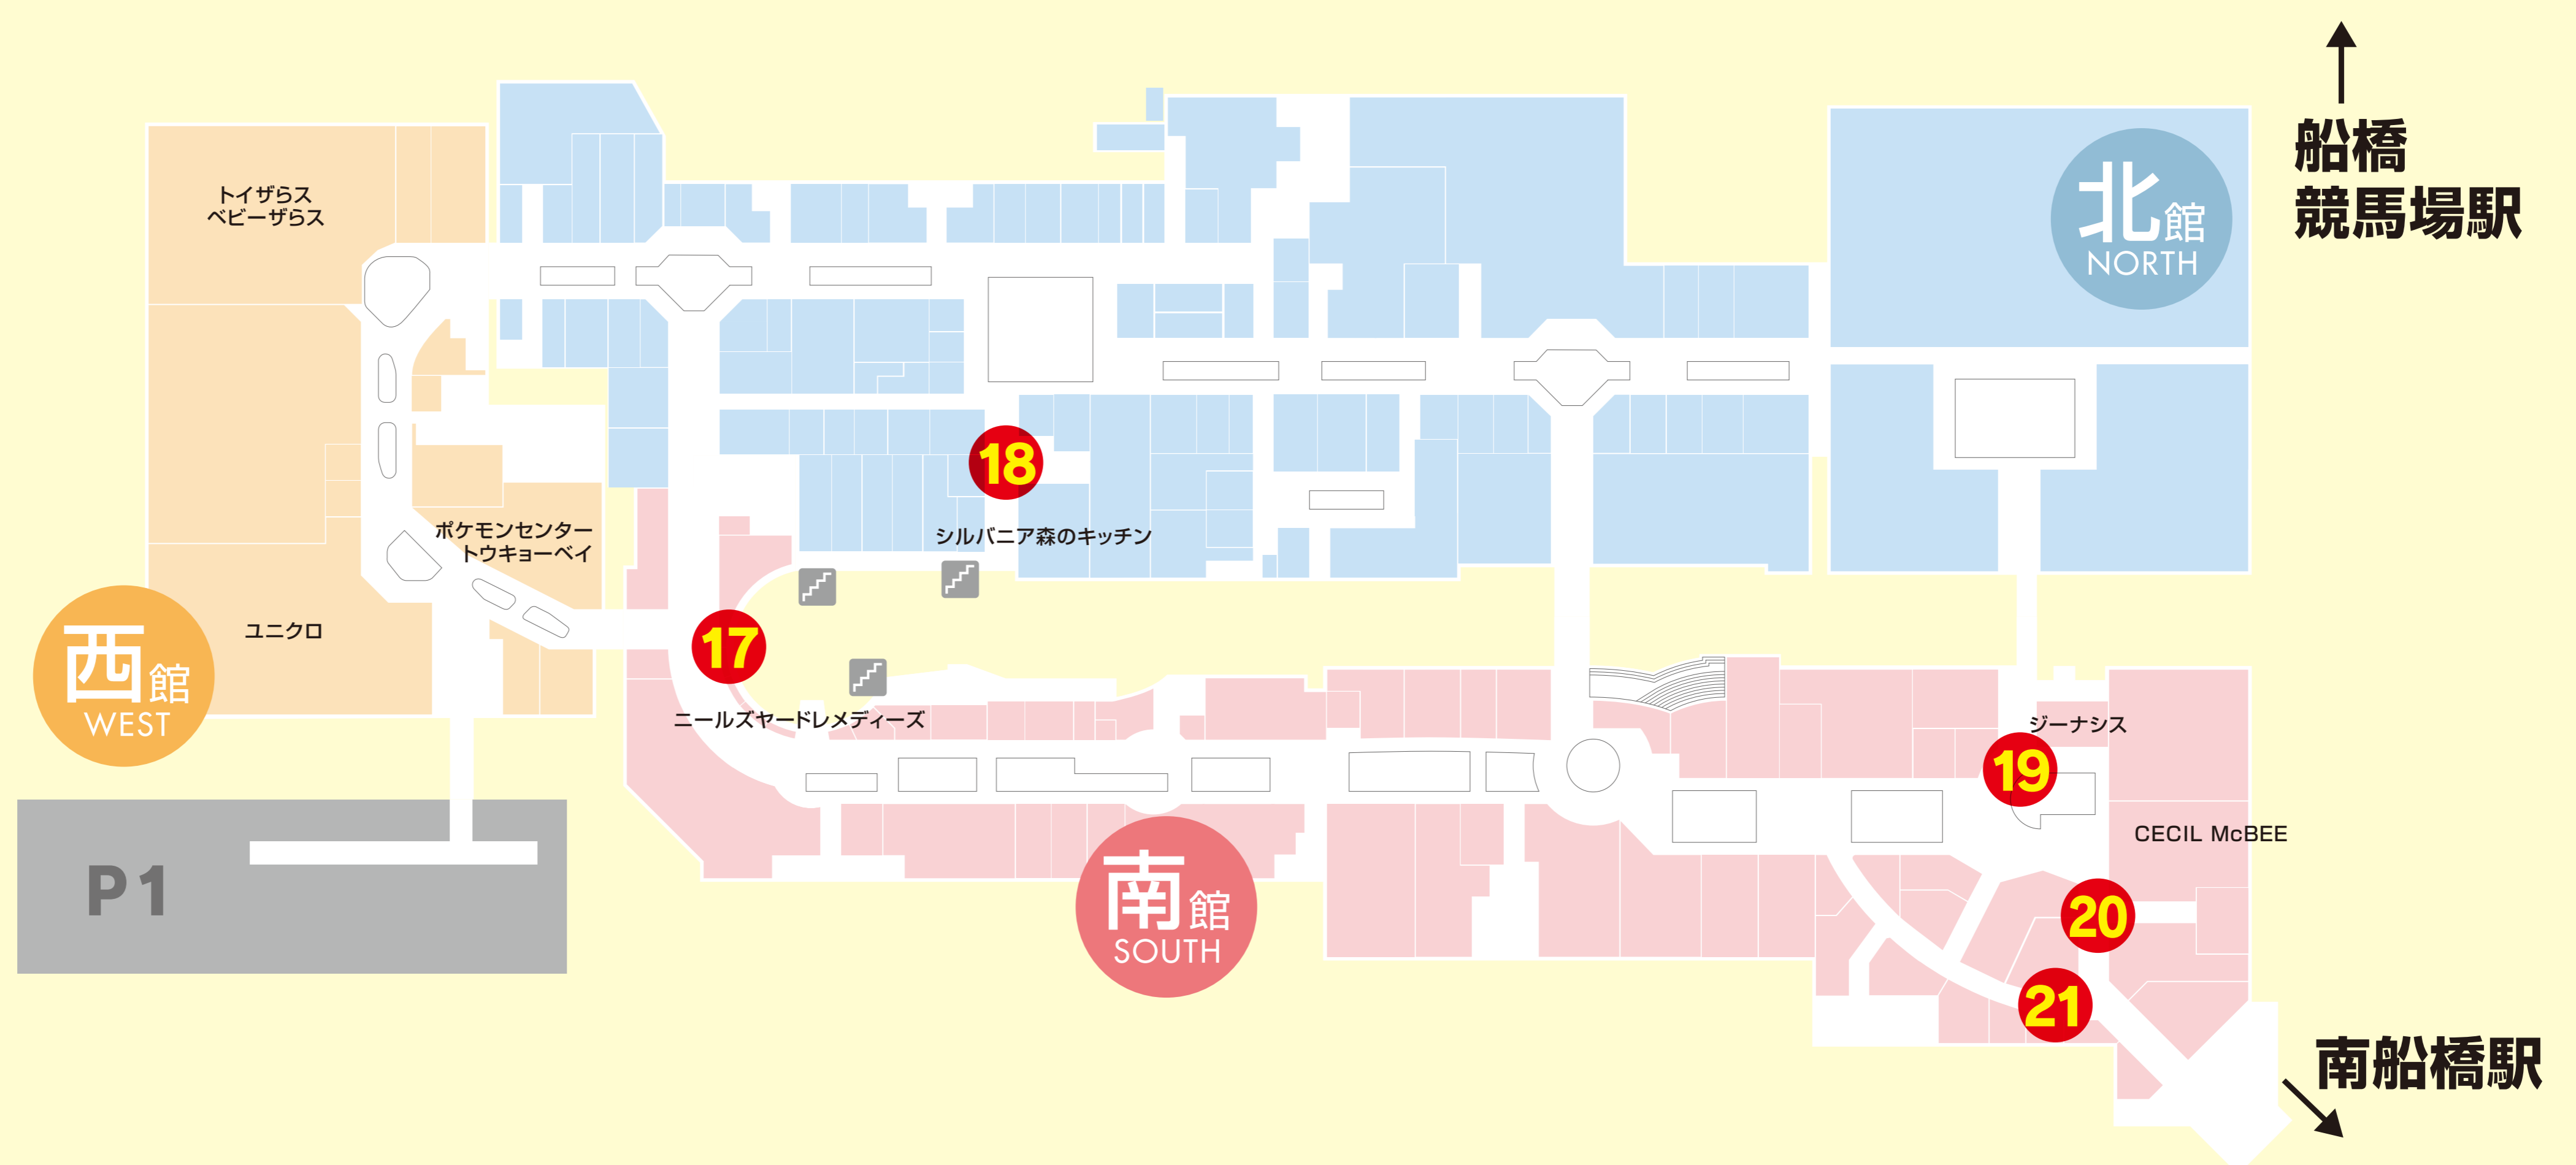 船橋
競馬場駅
北館
NORTH
トイザらス
ベビーザらス
18
シルバニア森のキッチン
ポケモンセンター
トウキョーベイ
ユニクロ
西館
WEST
17
ニールズヤードレメディーズ
ジーナシス
19
CECIL McBEE
P1
南館
SOUTH
20
21
南船橋駅